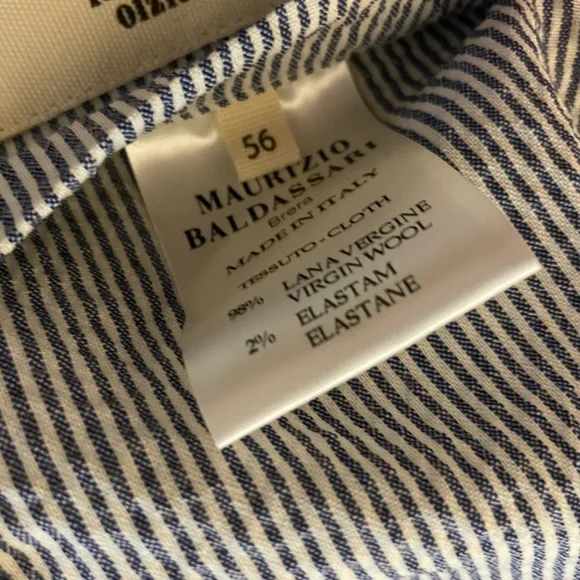 56
MAURIZIO
BALDASSARI
Brera
MADE IN ITALY
TESSUTO-CLOTH
98% LANA VERGINE
VIRGIN WOOL
2% ELASTAM
ELASTANE